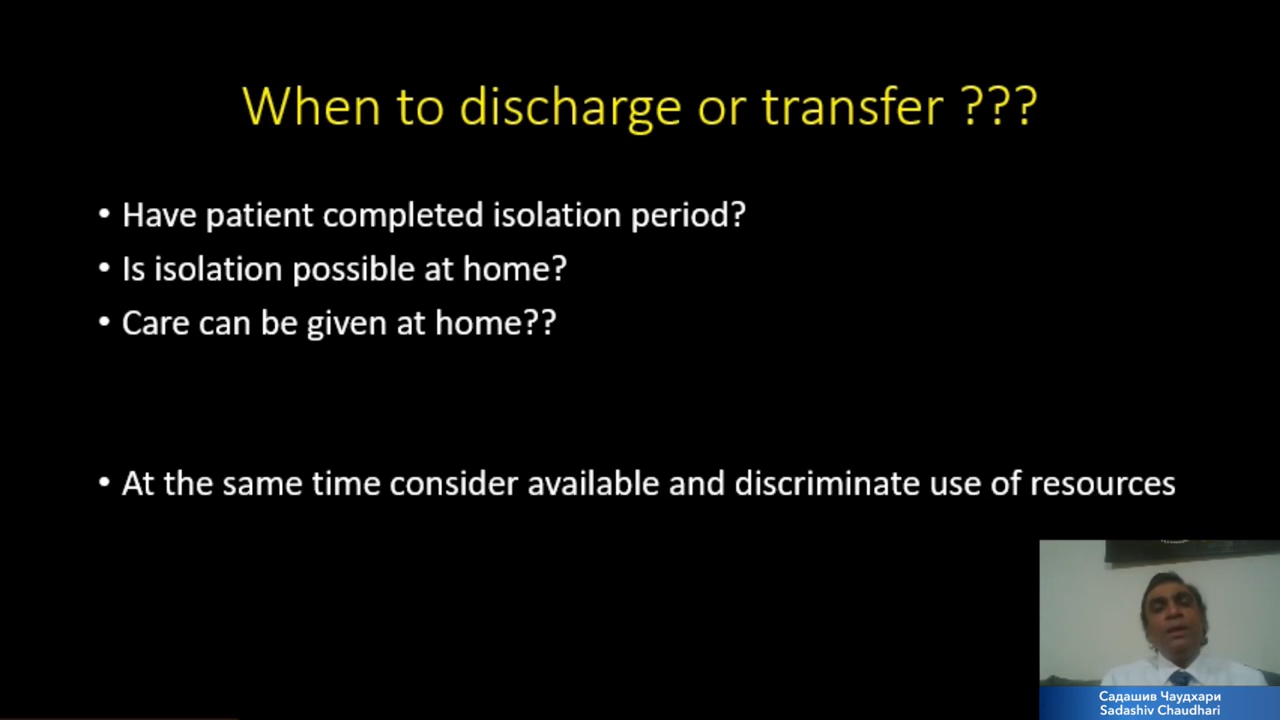 When to discharge or transfer ???
• Have patient completed isolation period?
• Is isolation possible at home?
• Care can be given at home??
• At the same time consider available and discriminate use of resources
Садашив Чаудхари
Sadashiv Chaudhari